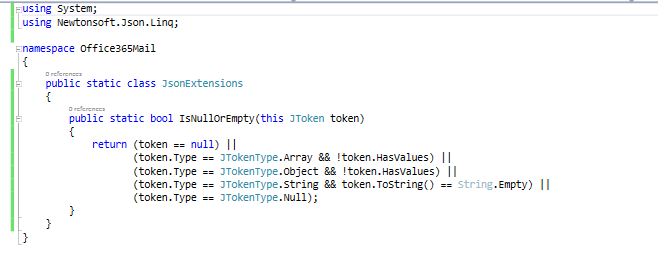 using System;
using Newtonsoft.Json.Linq;
namespace Office365Mail
{
0 references
public static class JsonExtensions
{
0 references
public static bool IsNullOrEmpty(this JToken token)
{
return (token == null) ||
(token.Type == JTokenType.Array && !token.HasValues) ||
(token.Type == JTokenType.Object && !token.HasValues) ||
(token.Type == JTokenType.String && token.ToString() == String.Empty) ||
(token.Type == JTokenType.Null);
}
}
}